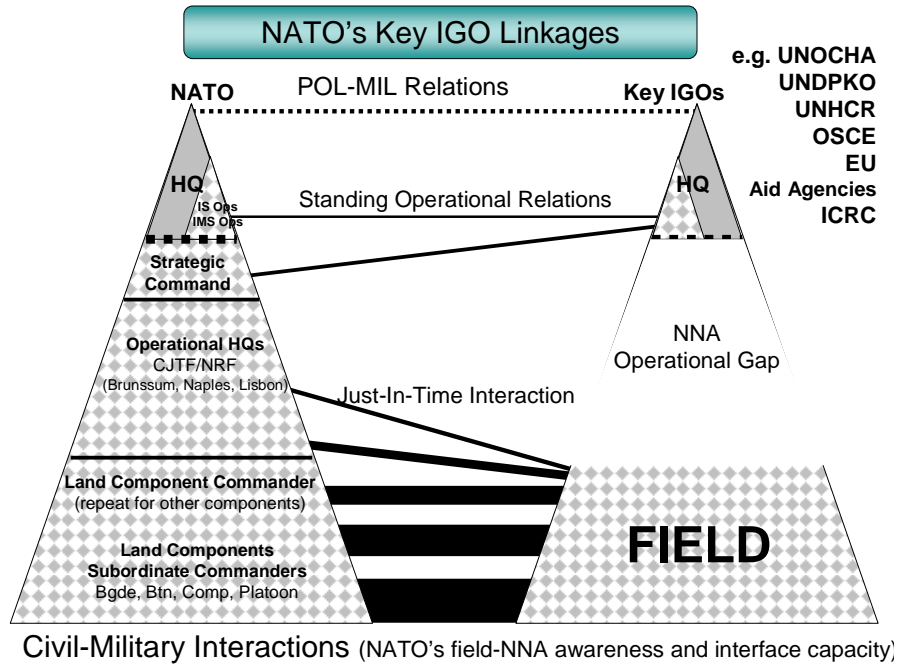 NATO's Key IGO Linkages
e.g. UNOCHA
UNDPKO
UNHCR
OSCE
EU
Aid Agencies
ICRC
POL-MIL Relations
NATO
Key IGOs
HQ
IS Ops
IMS Ops
HQ
Standing Operational Relations
Strategic
Command
Operational HQs
CJTF/NRF
(Brunssum, Naples, Lisbon)
NNA
Operational Gap
Just-In-Time Interaction
Land Component Commander
(repeat for other components)
Land Components
Subordinate Commanders
Bgde, Btn, Comp, Platoon
FIELD
Civil-Military Interactions (NATO's field-NNA awareness and interface capacity)